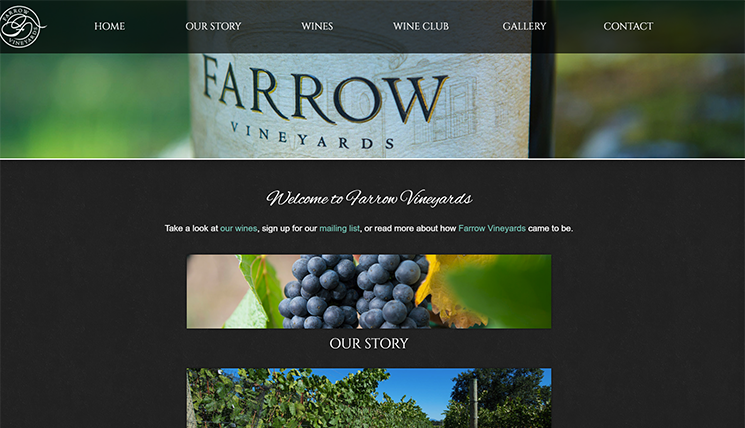 FARROW
VINEYARDS
HOME
OUR STORY
WINES
WINE CLUB
GALLERY
CONTACT
FARROW
VINEYARDS
Welcome to Farrow Vineyards
Take a look at our wines, sign up for our mailing list, or read more about how Farrow Vineyards came to be.
OUR STORY